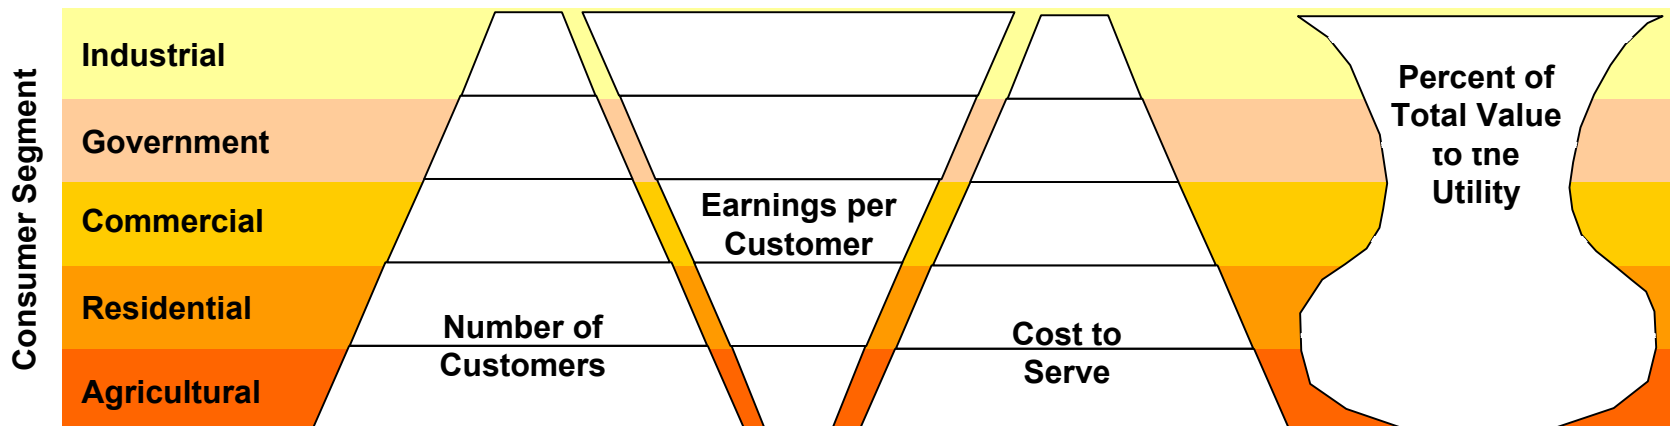 Consumer Segment
Industrial
Government
Commercial
Residential
Agricultural
Number of
Customers
Earnings per
Customer
Cost to
Serve
Percent of
Total Value
to the
Utility